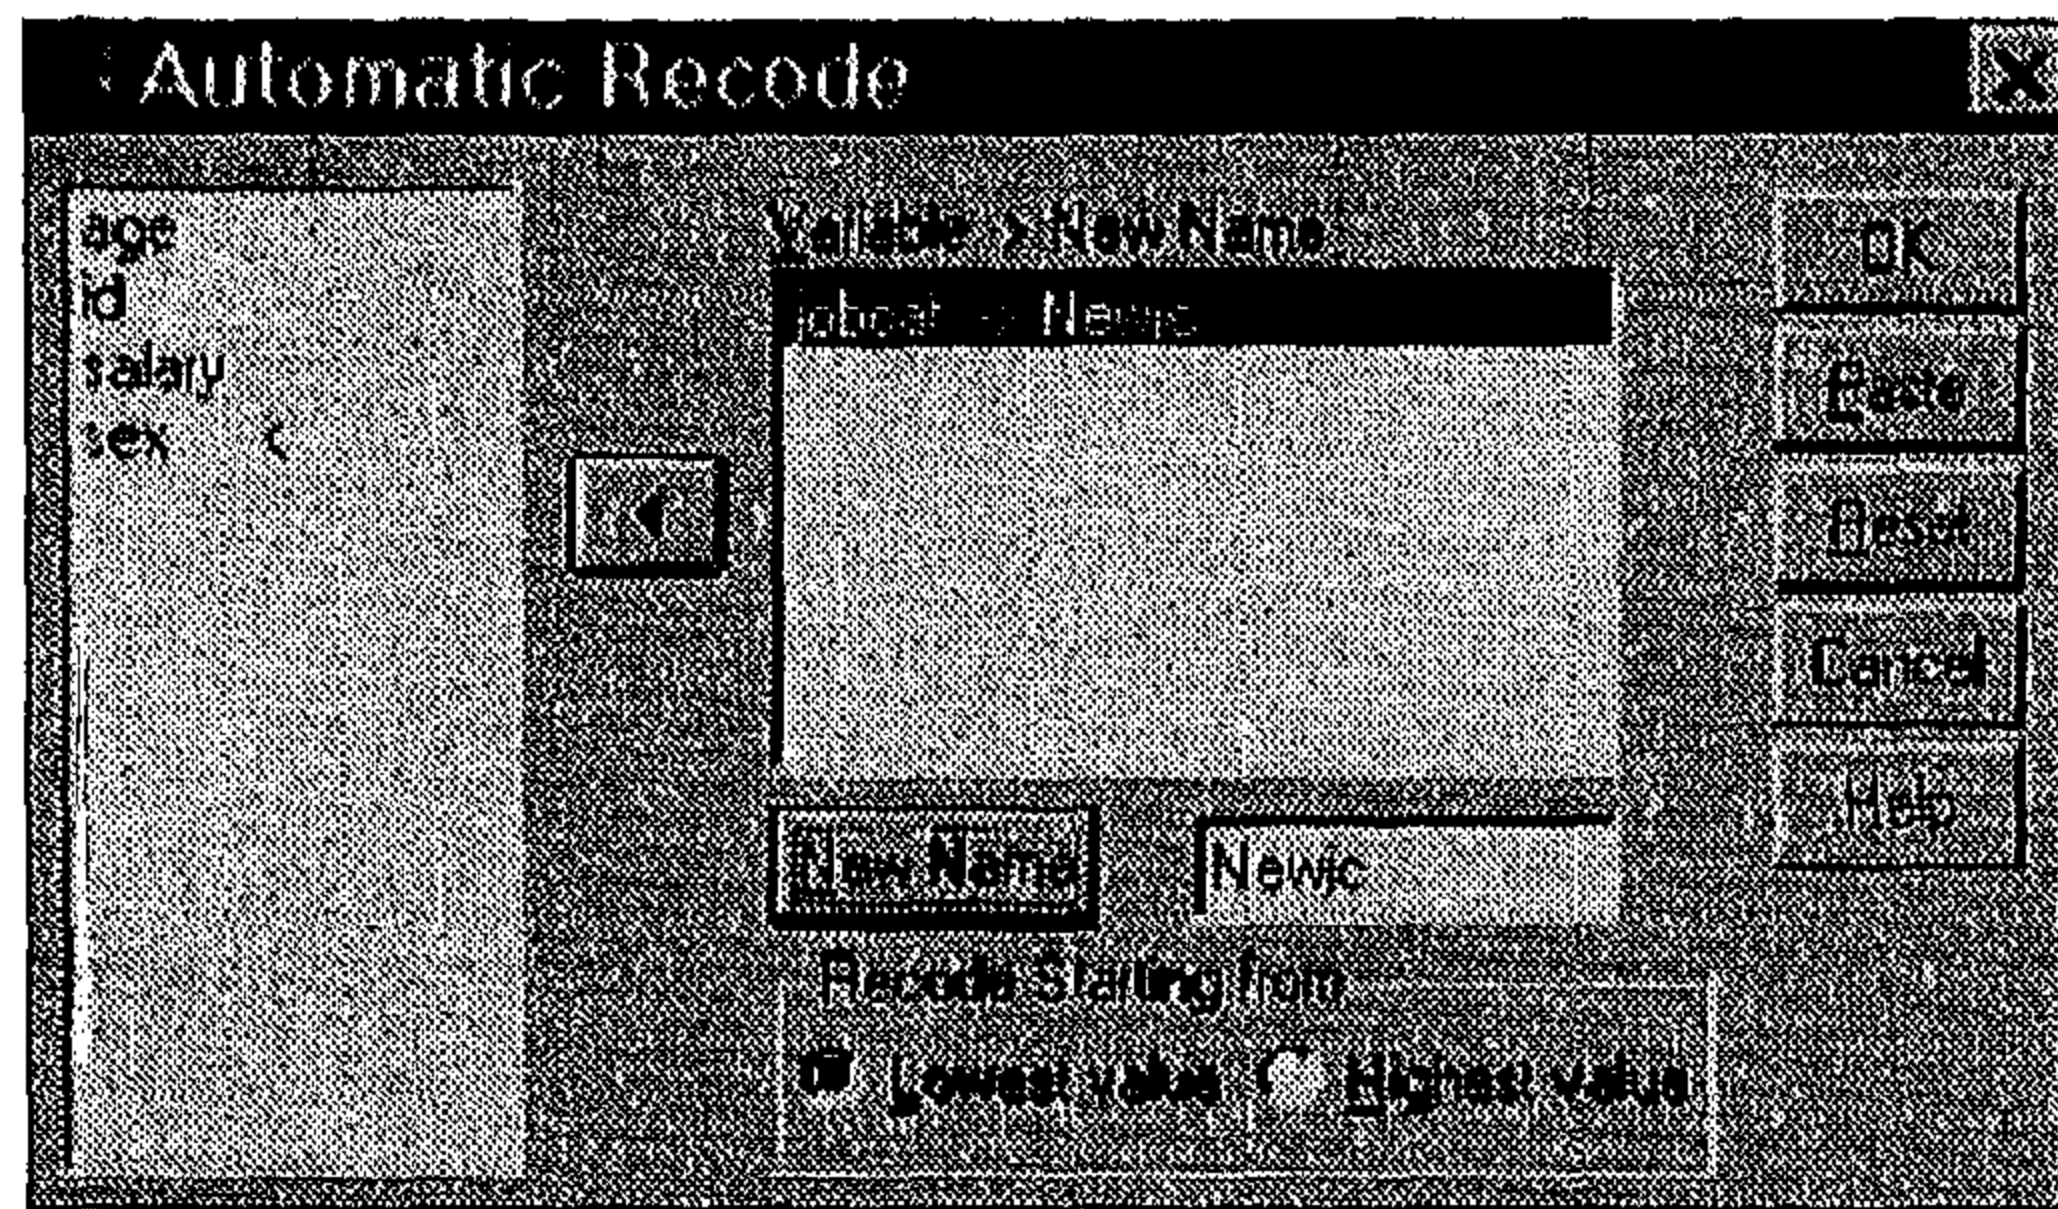 Automatic Recode
age
id
salary
sex <
Variable -> New Name
jobcat -> Newjc
OK
Paste
Reset
Cancel
Help
New Name
Newjc
Recode Starting from
Lowest value
Highest value